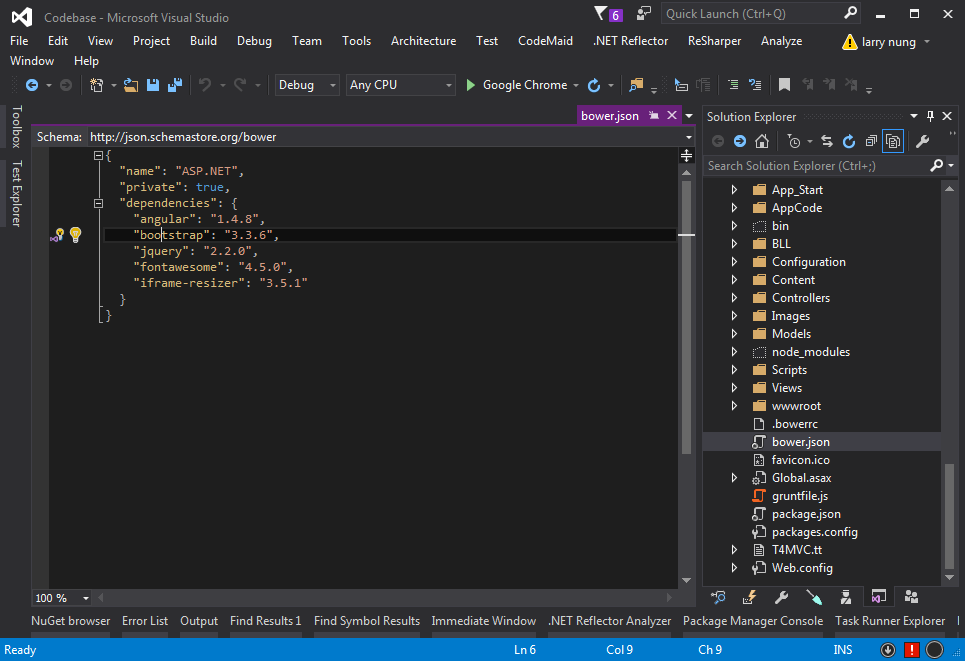 Codebase - Microsoft Visual Studio
6
Quick Launch (Ctrl+Q)
File Edit View Project Build Debug Team Tools Architecture Test CodeMaid .NET Reflector ReSharper Analyze
larry nung
Window Help
Debug
Any CPU
Google Chrome
Toolbox
Test Explorer
bower.json
Schema: http://json.schemastore.org/bower
{
"name": "ASP.NET",
"private": true,
"dependencies": {
"angular": "1.4.8",
"bootstrap": "3.3.6",
"jquery": "2.2.0",
"fontawesome": "4.5.0",
"iframe-resizer": "3.5.1"
}
}
100 %
Solution Explorer
Search Solution Explorer (Ctrl+;)
App_Start
AppCode
bin
BLL
Configuration
Content
Controllers
Images
Models
node_modules
Scripts
Views
wwwroot
.bowerrc
bower.json
favicon.ico
Global.asax
gruntfile.js
package.json
packages.config
T4MVC.tt
Web.config
NuGet browser Error List Output Find Results 1 Find Symbol Results Immediate Window .NET Reflector Analyzer Package Manager Console Task Runner Explorer
Ready Ln 6 Col 9 Ch 9 INS